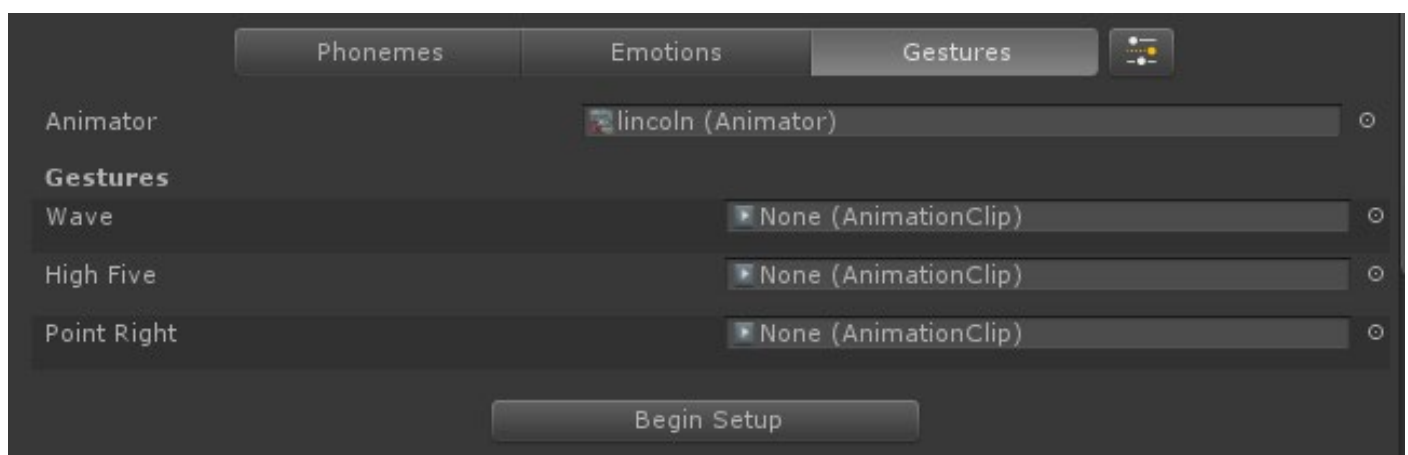 Phonemes Emotions Gestures
Animator lincoln (Animator)
Gestures
Wave None (AnimationClip)
High Five None (AnimationClip)
Point Right None (AnimationClip)
Begin Setup